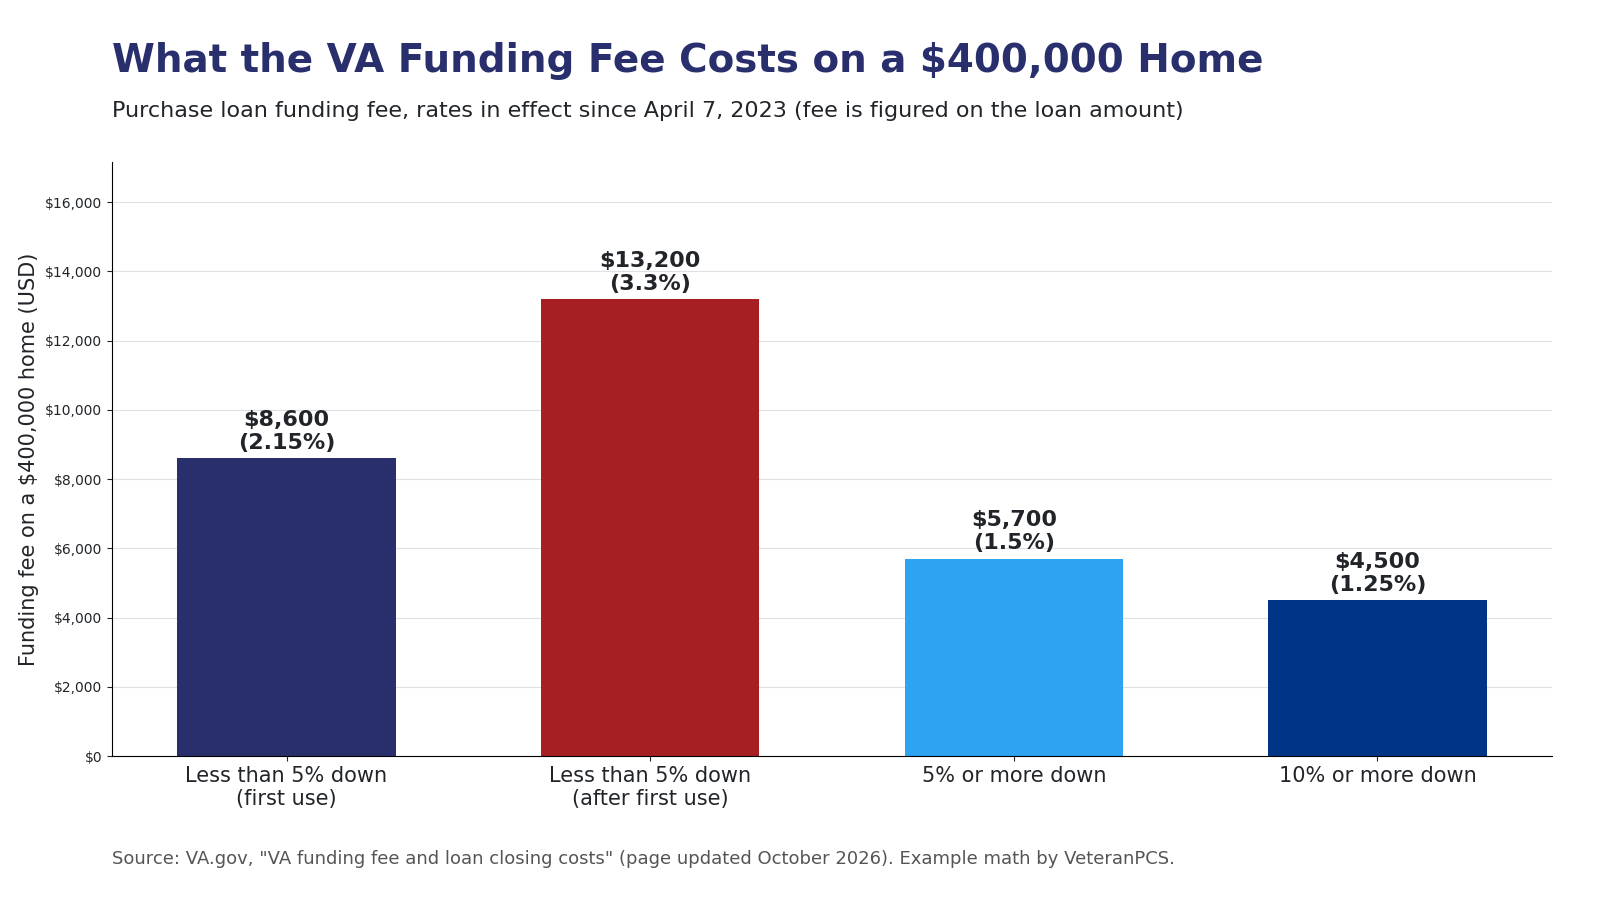 What the VA Funding Fee Costs on a $400,000 Home
Purchase loan funding fee, rates in effect since April 7, 2023 (fee is figured on the loan amount)
Funding fee on a $400,000 home (USD)
$16,000
$14,000
$12,000
$10,000
$8,000
$6,000
$4,000
$2,000
$0
$8,600
(2.15%)
$13,200
(3.3%)
$5,700
(1.5%)
$4,500
(1.25%)
Less than 5% down
(first use)
Less than 5% down
(after first use)
5% or more down
10% or more down
Source: VA.gov, "VA funding fee and loan closing costs" (page updated October 2026). Example math by VeteranPCS.